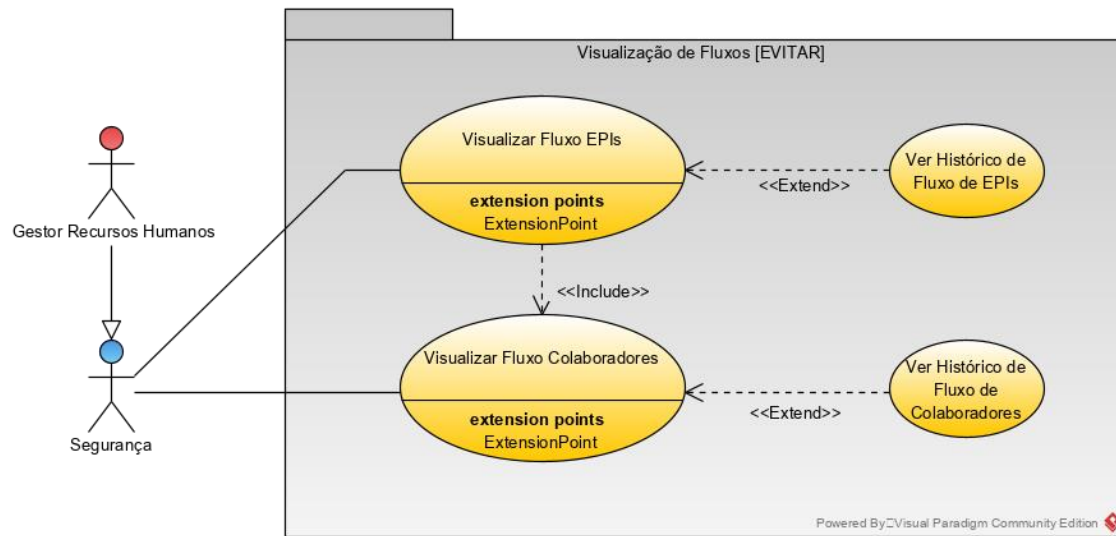 Visualização de Fluxos [EVITAR]
Visualizar Fluxo EPIs
extension points
ExtensionPoint
<<Extend>>
Ver Histórico de
Fluxo de EPIs
Gestor Recursos Humanos
<<Include>>
Visualizar Fluxo Colaboradores
extension points
ExtensionPoint
<<Extend>>
Ver Histórico de
Fluxo de
Colaboradores
Segurança
Powered By Visual Paradigm Community Edition